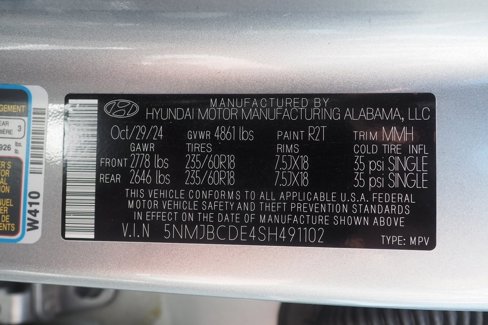 MANUFACTURED BY
HYUNDAI MOTOR MANUFACTURING ALABAMA, LLC
Oct/29/24 GVWR 4861 lbs PAINT R2T TRIM MMH
GAWR TIRES RIMS COLD TIRE INFL
FRONT 2778 lbs 235/60R18 7.5JX18 35 psi SINGLE
REAR 2646 lbs 235/60R18 7.5JX18 35 psi SINGLE
THIS VEHICLE CONFORMS TO ALL APPLICABLE U.S.A. FEDERAL
MOTOR VEHICLE SAFETY AND THEFT PREVENTION STANDARDS
IN EFFECT ON THE DATE OF MANUFACTURE SHOWN ABOVE
V.I.N 5NMJBCDE4SH491102
TYPE: MPV
W410
3
926 lb.